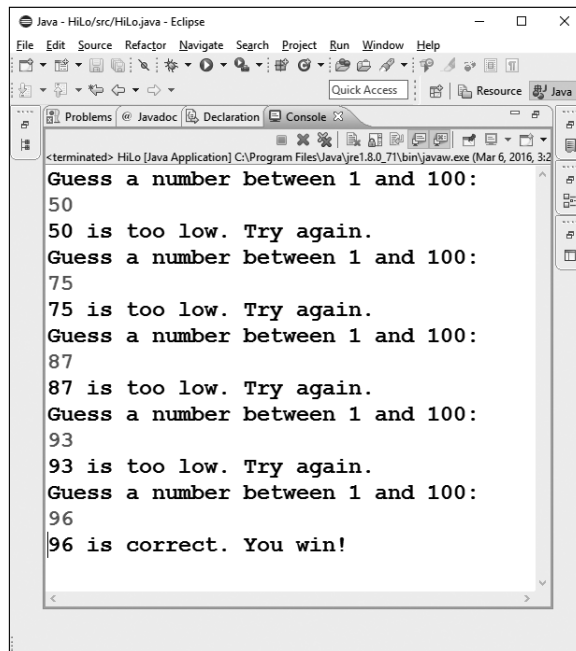 Java - HiLo/src/HiLo.java - Eclipse
File Edit Source Refactor Navigate Search Project Run Window Help
Quick Access Resource Java
Problems @ Javadoc Declaration Console
<terminated> HiLo [Java Application] C:\Program Files\Java\jre1.8.0_71\bin\javaw.exe (Mar 6, 2016, 3:2
Guess a number between 1 and 100:
50
50 is too low. Try again.
Guess a number between 1 and 100:
75
75 is too low. Try again.
Guess a number between 1 and 100:
87
87 is too low. Try again.
Guess a number between 1 and 100:
93
93 is too low. Try again.
Guess a number between 1 and 100:
96
96 is correct. You win!